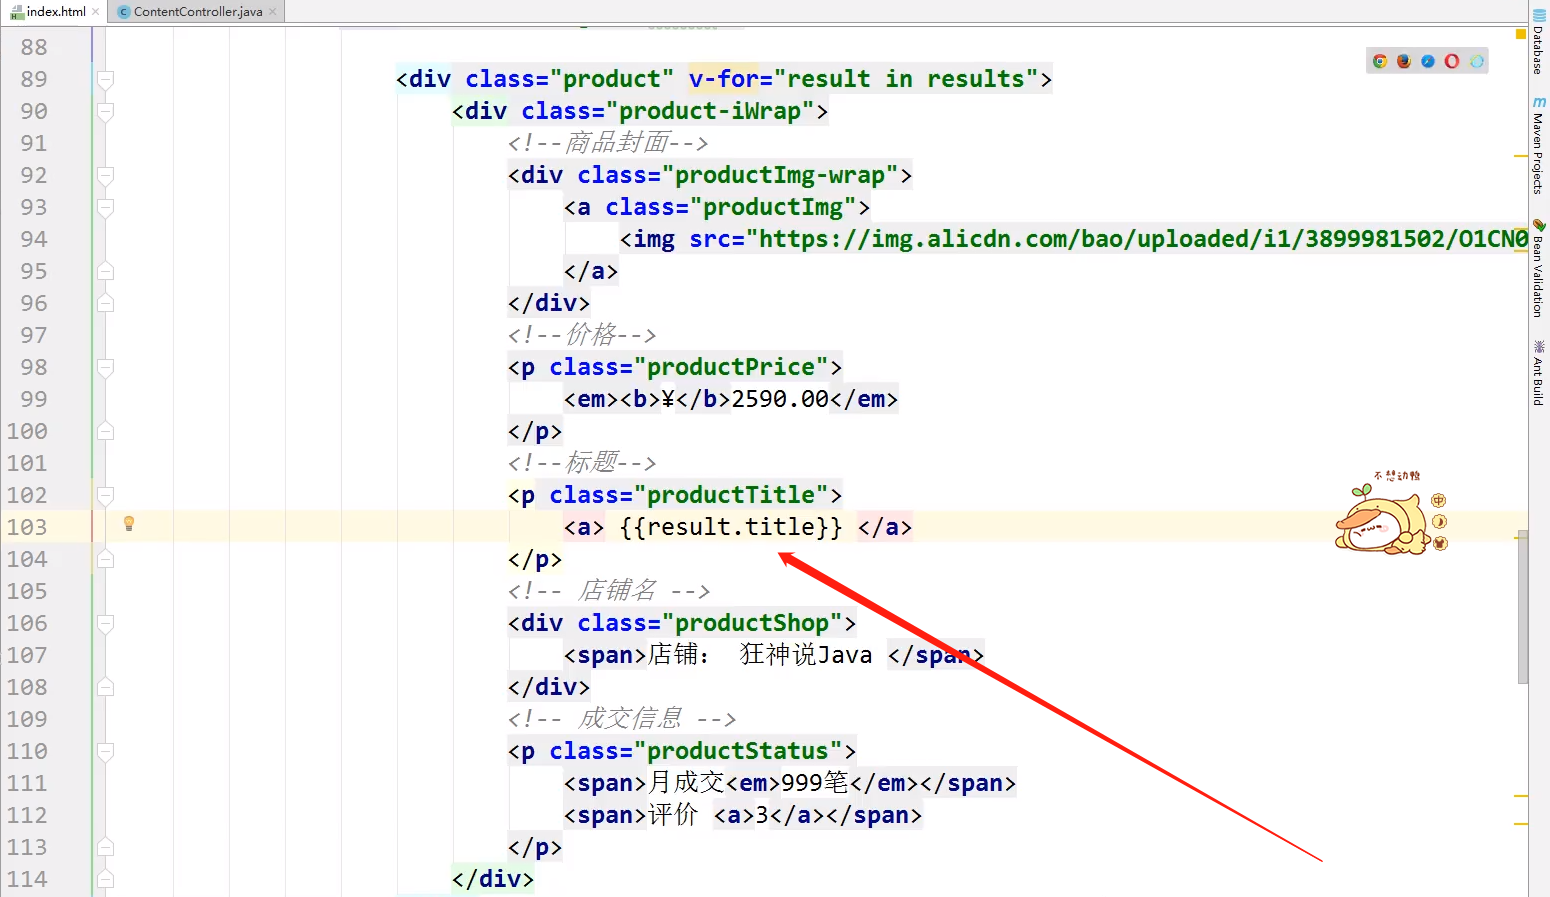 index.html
ContentController.java
88
89 <div class="product" v-for="result in results">
90 <div class="product-iWrap">
91 <!--商品封面-->
92 <div class="productImg-wrap">
93 <a class="productImg">
94 <img src="https://img.alicdn.com/bao/uploaded/i1/3899981502/O1CN0
95 </a>
96 </div>
97 <!--价格-->
98 <p class="productPrice">
99 <em><b>¥</b>2590.00</em>
100 </p>
101 <!--标题-->
102 <p class="productTitle">
103 <a> {{result.title}} </a>
104 </p>
105 <!-- 店铺名 -->
106 <div class="productShop">
107 <span>店铺： 狂神说Java </span>
108 </div>
109 <!-- 成交信息 -->
110 <p class="productStatus">
111 <span>月成交<em>999笔</em></span>
112 <span>评价 <a>3</a></span>
113 </p>
114 </div>
Database
Maven Projects
Bean Validation
Ant Build
不想动鸭
中